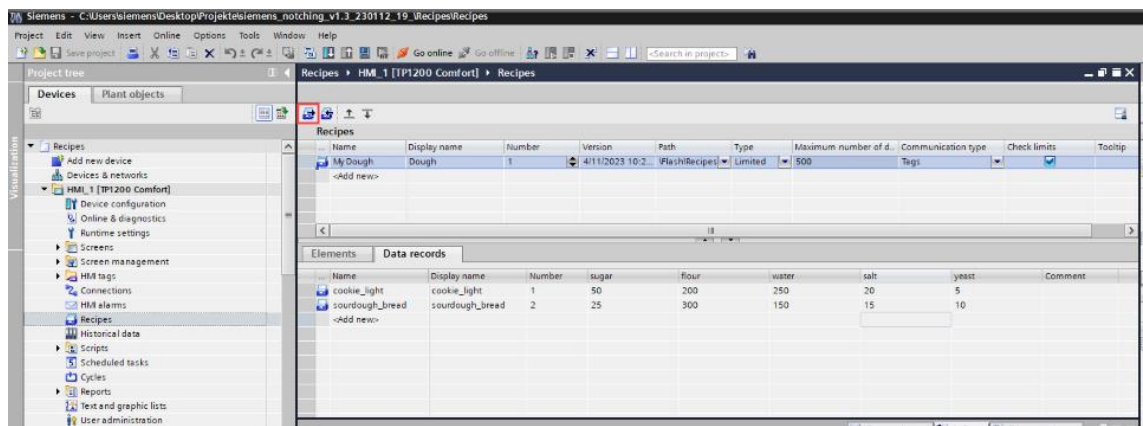 Siemens - C:\Users\siemens\Desktop\Projekte\siemens_notching_v1.3_230112_19_\Recipes\Recipes
Project Edit View Insert Online Options Tools Window Help
Save project Go online Go offline <Search in project>
Project tree
Recipes HMI_1 [TP1200 Comfort] Recipes
Devices Plant objects
Visualization
Recipes
Add new device
Devices & networks
HMI_1 [TP1200 Comfort]
Device configuration
Online & diagnostics
Runtime settings
Screens
Screen management
HMI tags
Connections
HMI alarms
Recipes
Historical data
Scripts
Scheduled tasks
Cycles
Reports
Text and graphic lists
User administration
Recipes
... Name Display name Number Version Path Type Maximum number of d.. Communication type Check limits Tooltip
My Dough Dough 1 4/11/2023 10:2... \Flash\Recipes Limited 500 Tags
<Add new>
Elements Data records
... Name Display name Number sugar flour water salt yeast Comment
cookie_light cookie_light 1 50 200 250 20 5
sourdough_bread sourdough_bread 2 25 300 150 15 10
<Add new>